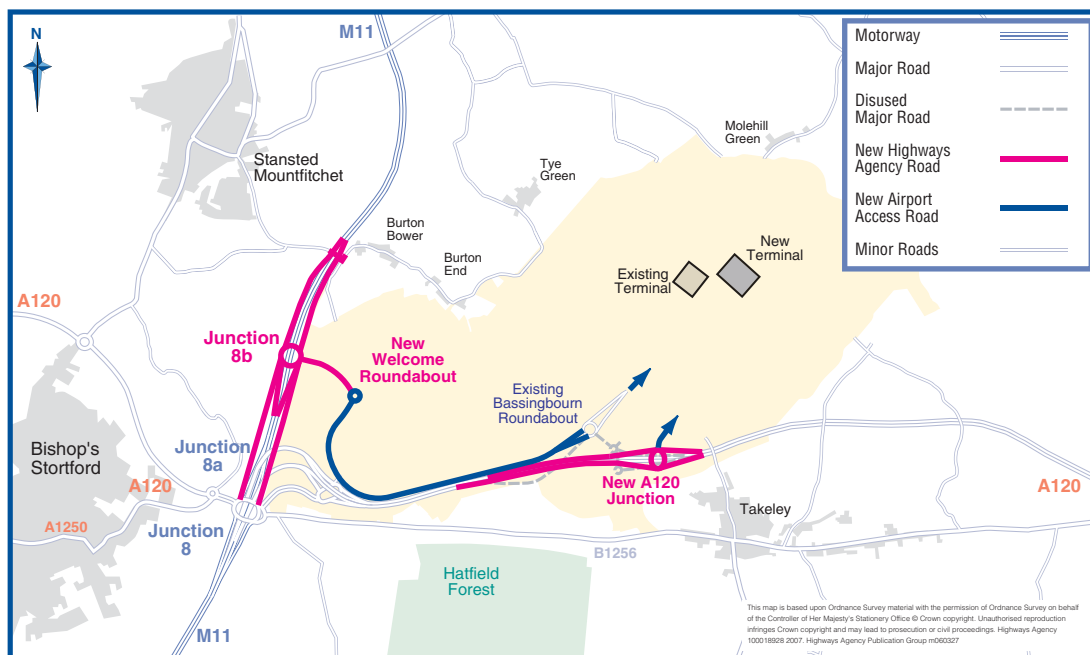 N
M11
Motorway
Major Road
Disused
Major Road
New Highways
Agency Road
New Airport
Access Road
Minor Roads
Molehill
Green
Stansted
Mountfitchet
Tye
Green
Burton
Bower
Burton
End
New
Terminal
Existing
Terminal
A120
Junction
8b
New
Welcome
Roundabout
Existing
Bassingbourn
Roundabout
Bishop's
Stortford
Junction
8a
A120
New A120
Junction
A120
A1250
Junction
8
Takeley
B1256
Hatfield
Forest
M11
This map is based upon Ordnance Survey material with the permission of Ordnance Survey on behalf
of the Controller of Her Majesty's Stationery Office © Crown copyright. Unauthorised reproduction
infringes Crown copyright and may lead to prosecution or civil proceedings. Highways Agency
100018928 2007. Highways Agency Publication Group m060327